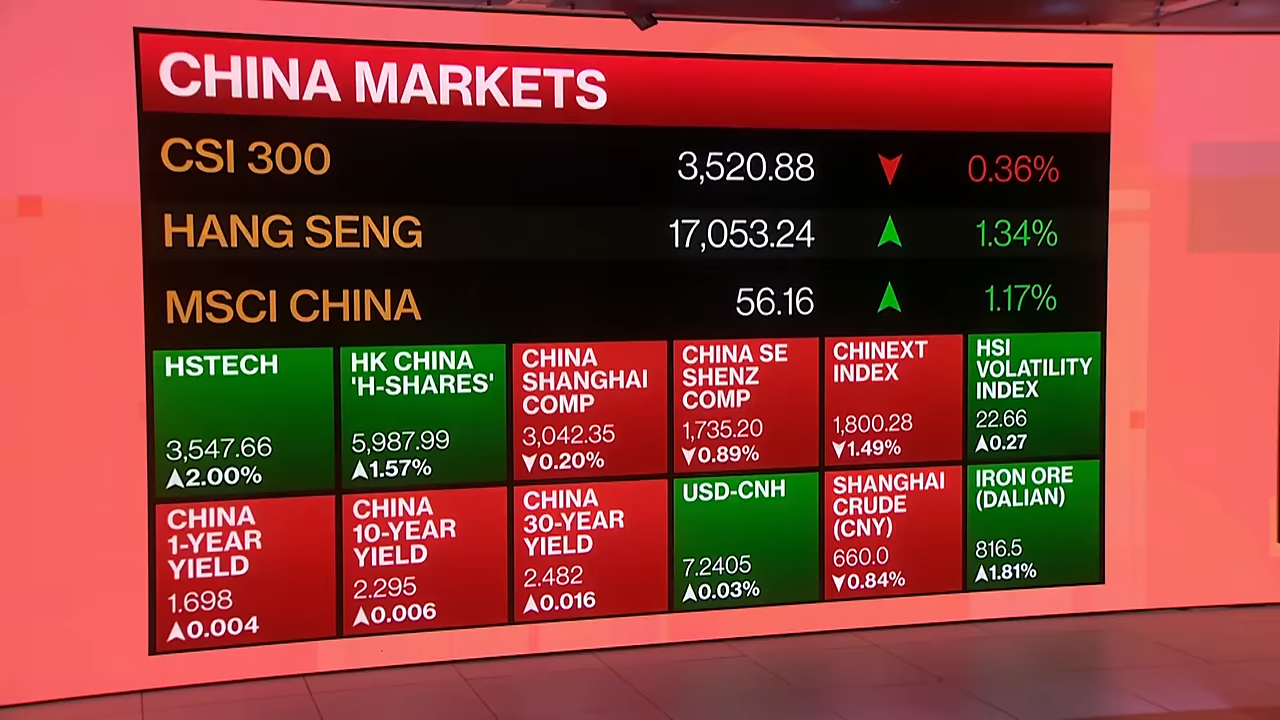 CHINA MARKETS
CSI 300 3,520.88 ▼ 0.36%
HANG SENG 17,053.24 ▲ 1.34%
MSCI CHINA 56.16 ▲ 1.17%
HSTECH
3,547.66
▲2.00%
HK CHINA
'H-SHARES'
5,987.99
▲1.57%
CHINA
SHANGHAI
COMP
3,042.35
▼0.20%
CHINA SE
SHENZ
COMP
1,735.20
▼0.89%
CHINEXT
INDEX
1,800.28
▼1.49%
HSI
VOLATILITY
INDEX
22.66
▲0.27
CHINA
1-YEAR
YIELD
1.698
▲0.004
CHINA
10-YEAR
YIELD
2.295
▲0.006
CHINA
30-YEAR
YIELD
2.482
▲0.016
USD-CNH
7.2405
▲0.03%
SHANGHAI
CRUDE
(CNY)
660.0
▼0.84%
IRON ORE
(DALIAN)
816.5
▲1.81%